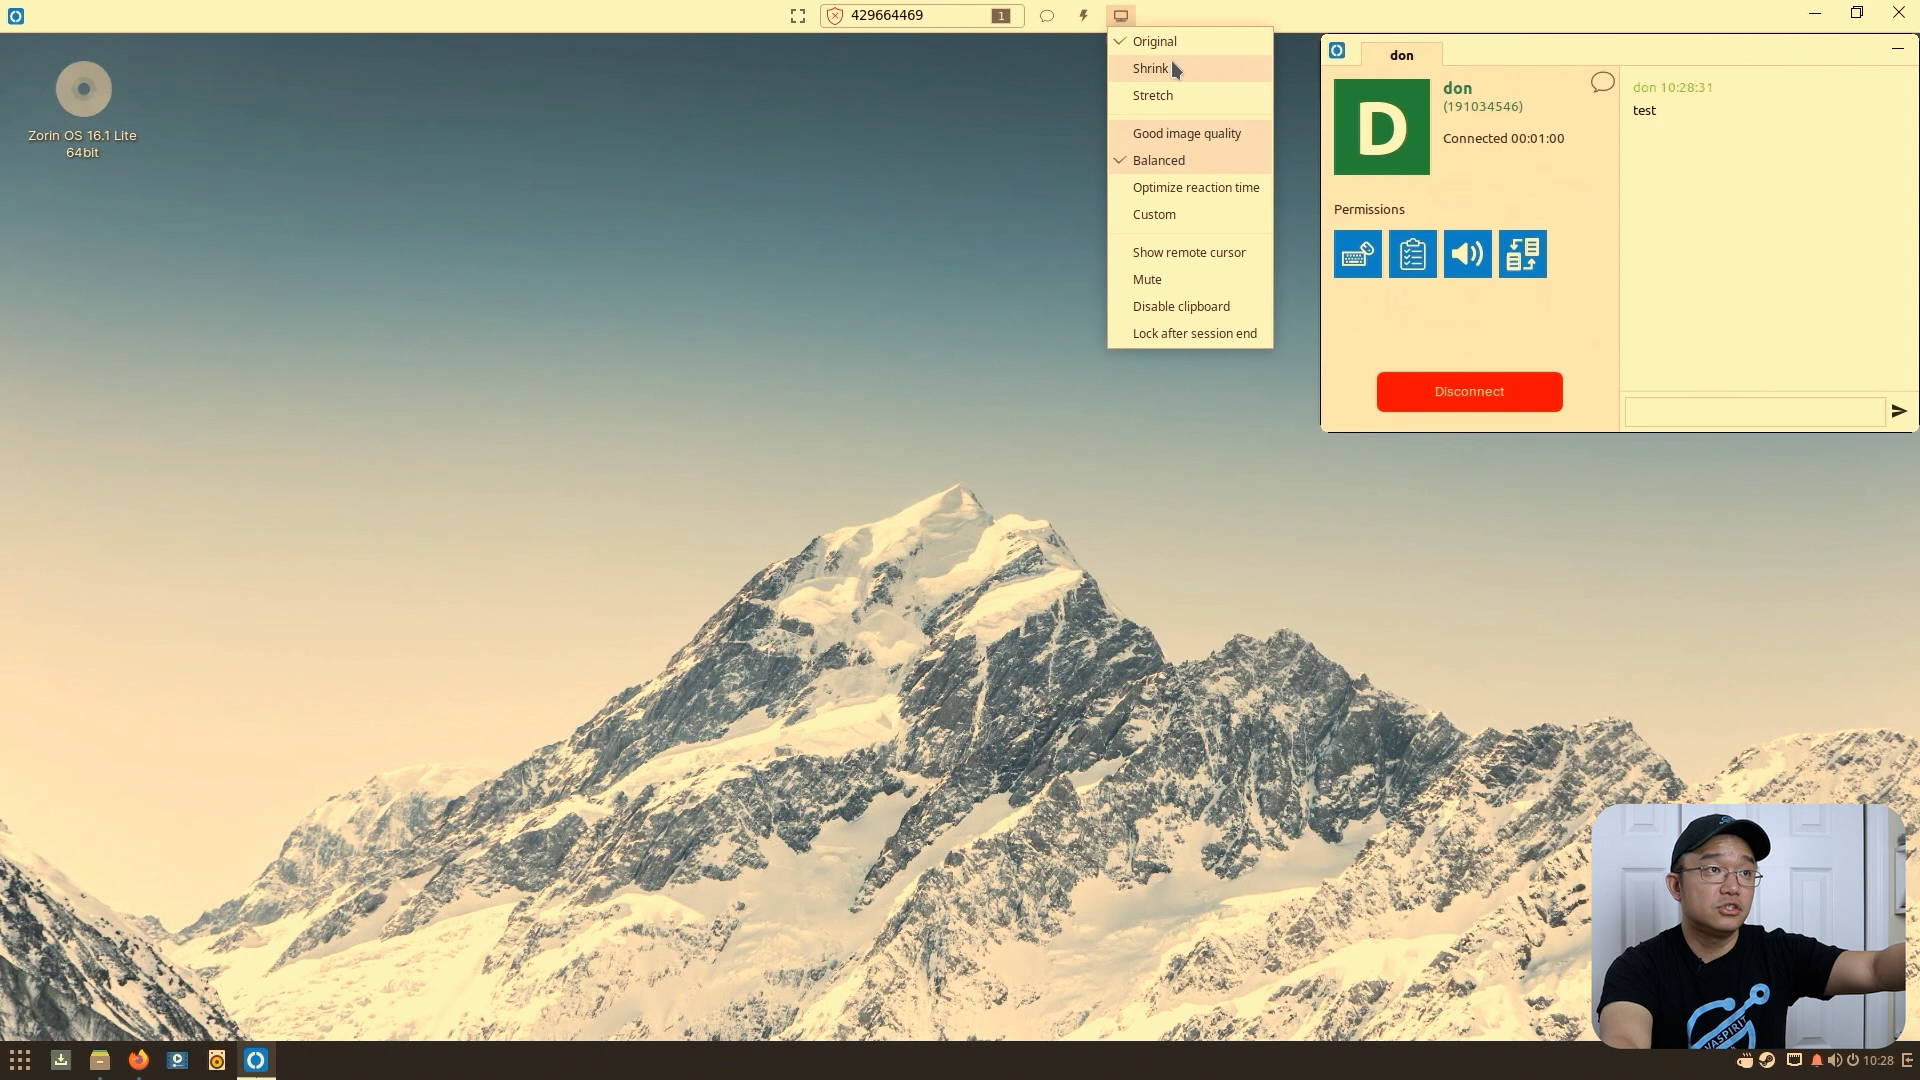 429664469
1
Original
Shrink
Stretch
Good image quality
Balanced
Optimize reaction time
Custom
Show remote cursor
Mute
Disable clipboard
Lock after session end
Zorin OS 16.1 Lite
64bit
don
D
don
(191034546)
Connected 00:01:00
Permissions
Disconnect
don 10:28:31
test
10:28